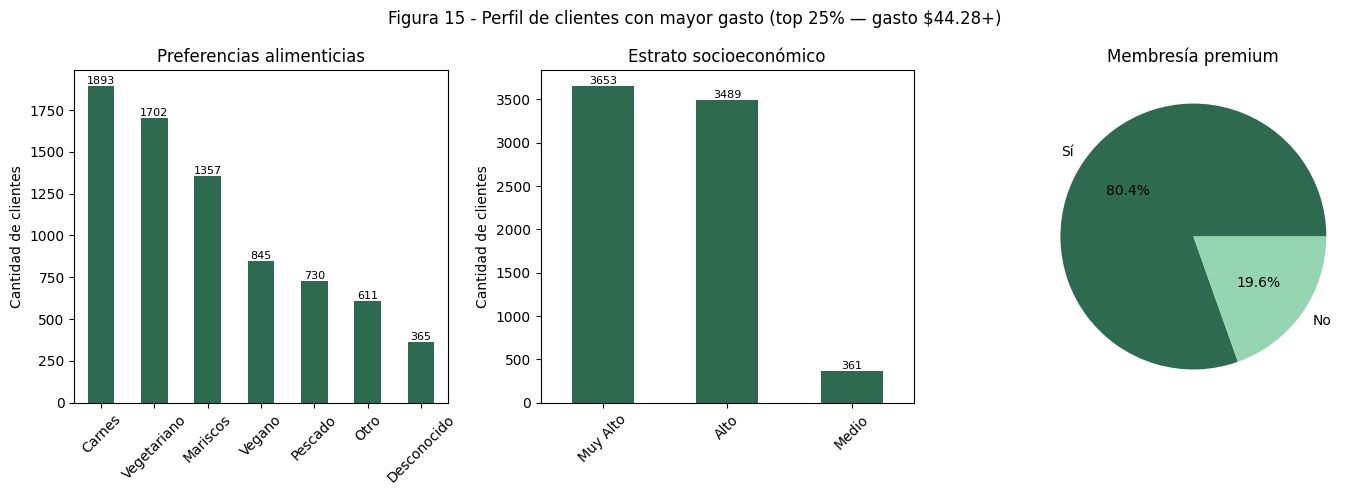 Figura 15 - Perfil de clientes con mayor gasto (top 25% — gasto $44.28+)
Preferencias alimenticias
Cantidad de clientes
1750
1500
1250
1000
750
500
250
0
1893
1702
1357
845
730
611
365
Carnes
Vegetariano
Mariscos
Vegano
Pescado
Otro
Desconocido
Estrato socioeconómico
Cantidad de clientes
3500
3000
2500
2000
1500
1000
500
0
3653
3489
361
Muy Alto
Alto
Medio
Membresía premium
Sí
80.4%
19.6%
No